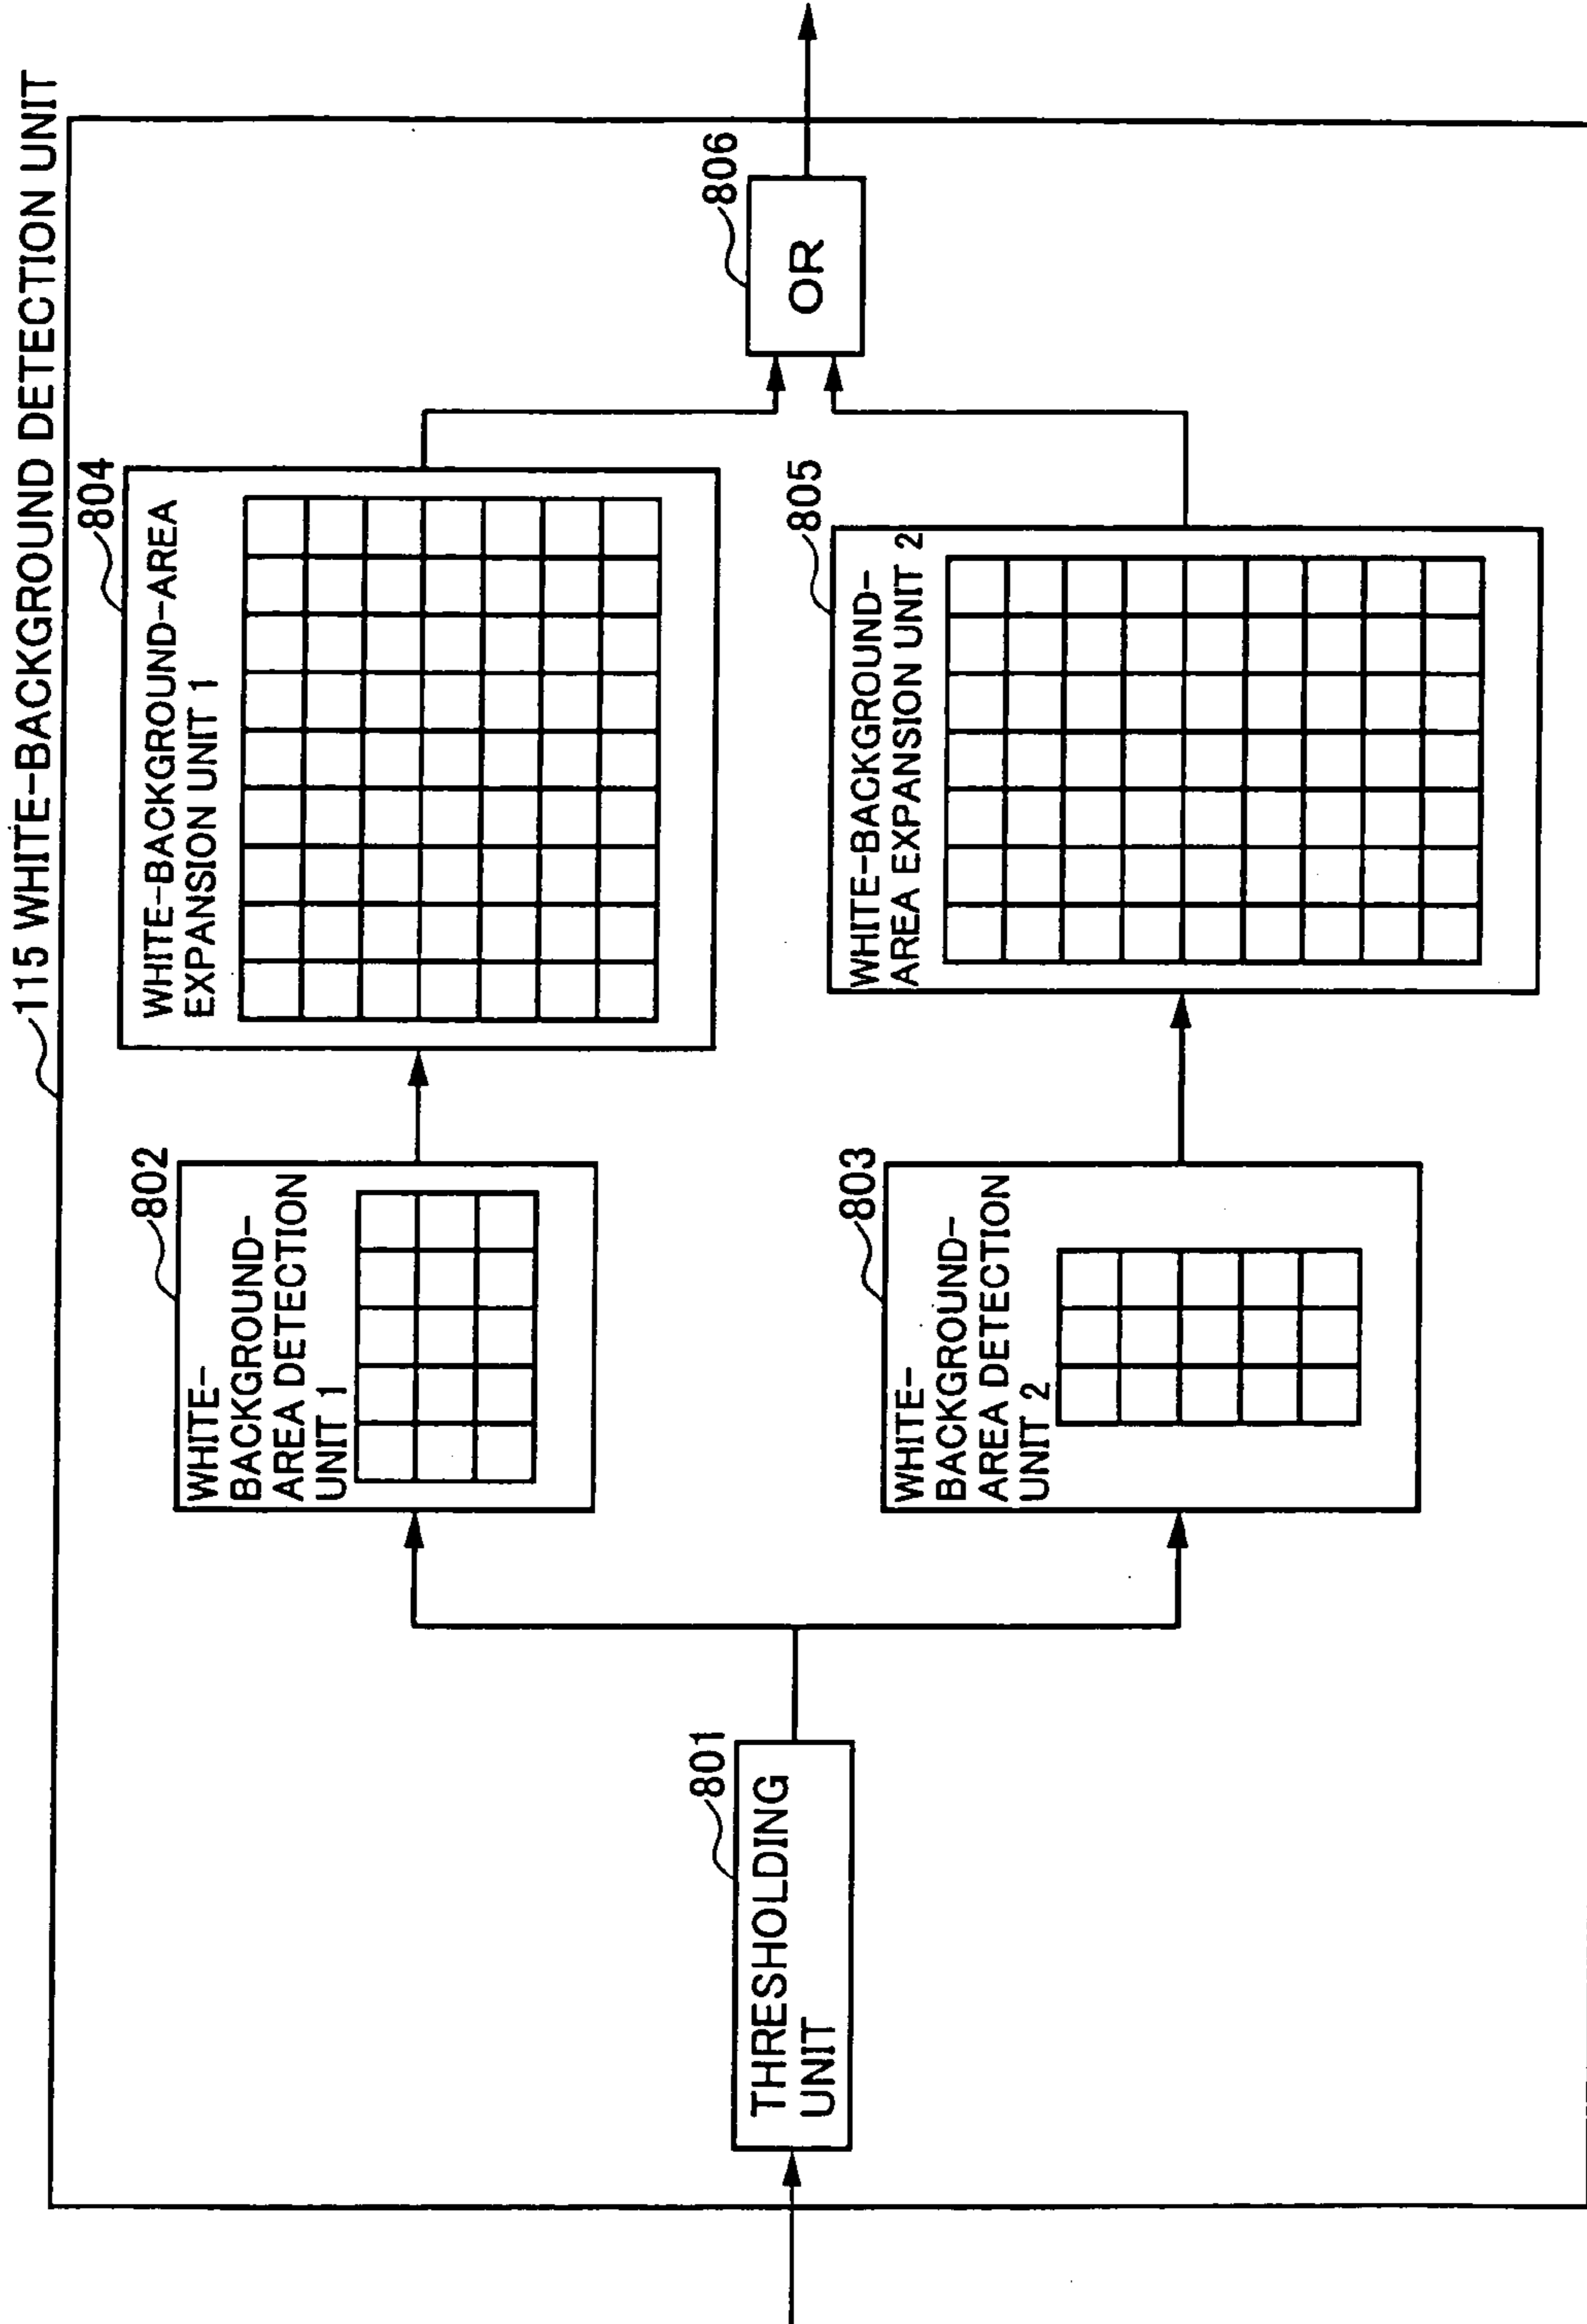 115 WHITE-BACKGROUND DETECTION UNIT
801
THRESHOLDING
UNIT
802
WHITE-
BACKGROUND-
AREA DETECTION
UNIT 1
804
WHITE-BACKGROUND-AREA
EXPANSION UNIT 1
803
WHITE-
BACKGROUND-
AREA DETECTION
UNIT 2
805
WHITE-BACKGROUND-
AREA EXPANSION UNIT 2
806
OR